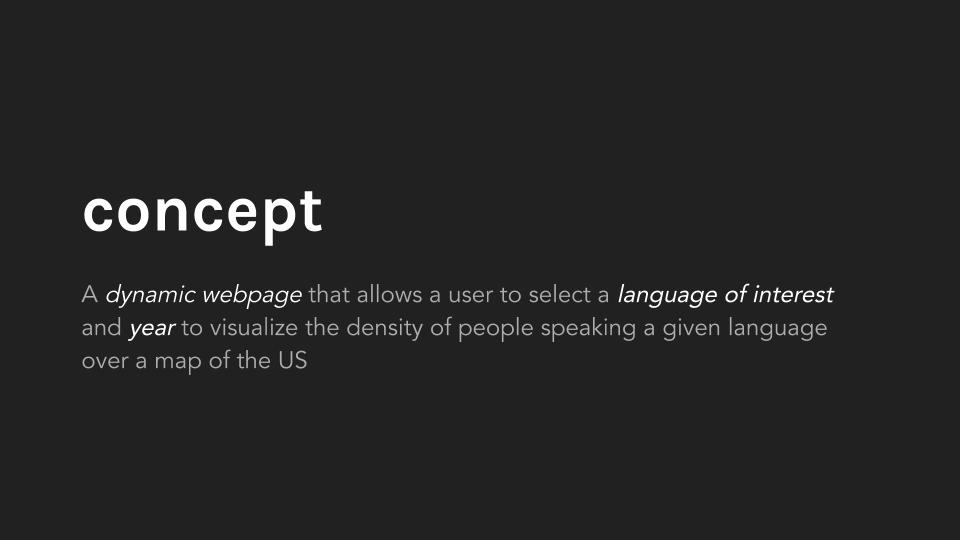 concept
A dynamic webpage that allows a user to select a language of interest
and year to visualize the density of people speaking a given language
over a map of the US